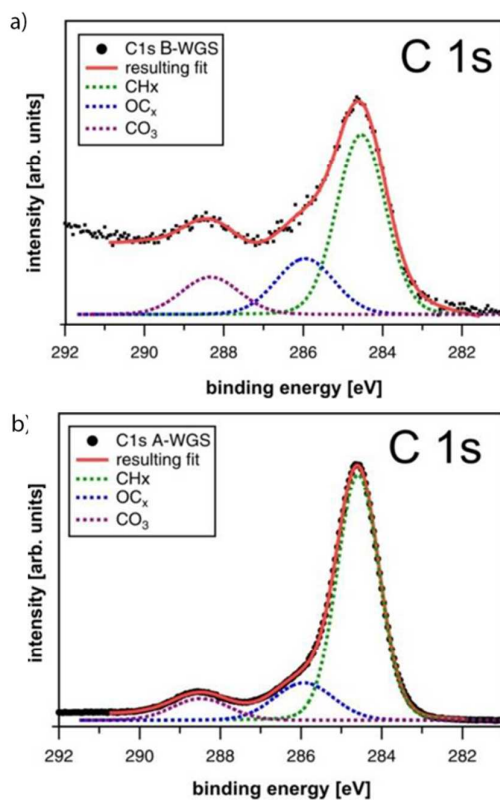 a)
C 1s
C1s B-WGS
resulting fit
CHx
OCₓ
CO₃
intensity [arb. units]
292 290 288 286 284 282
binding energy [eV]
b)
C 1s
C1s A-WGS
resulting fit
CHx
OCₓ
CO₃
intensity [arb. units]
292 290 288 286 284 282
binding energy [eV]